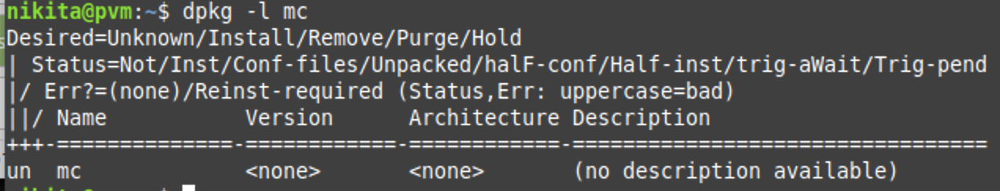 nikita@pvm:~$ dpkg -l mc
Desired=Unknown/Install/Remove/Purge/Hold
| Status=Not/Inst/Conf-files/Unpacked/halF-conf/Half-inst/trig-aWait/Trig-pend
|/ Err?=(none)/Reinst-required (Status,Err: uppercase=bad)
||/ Name           Version      Architecture Description
+++-==============-============-============-=================================
un  mc             <none>       <none>       (no description available)